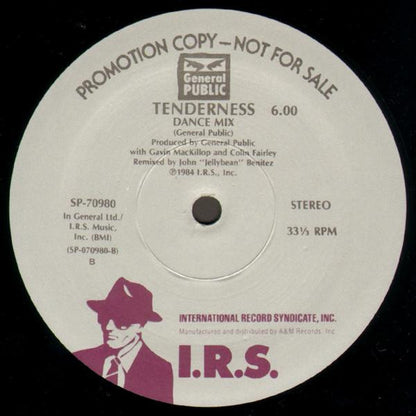 PROMOTION COPY — NOT FOR SALE
General
PUBLIC
TENDERNESS 6.00
DANCE MIX
(General Public)
Produced by General Public
with Gavin MacKillop and Colin Fairley
Remixed by John "Jellybean" Benitez
℗1984 I.R.S., Inc.
SP-70980
STEREO
In General Ltd./
I.R.S. Music,
Inc. (BMI)
33⅓ RPM
(SP-070980-B)
B
INTERNATIONAL RECORD SYNDICATE, INC.
Manufactured and distributed by A&M Records, Inc.
I.R.S.